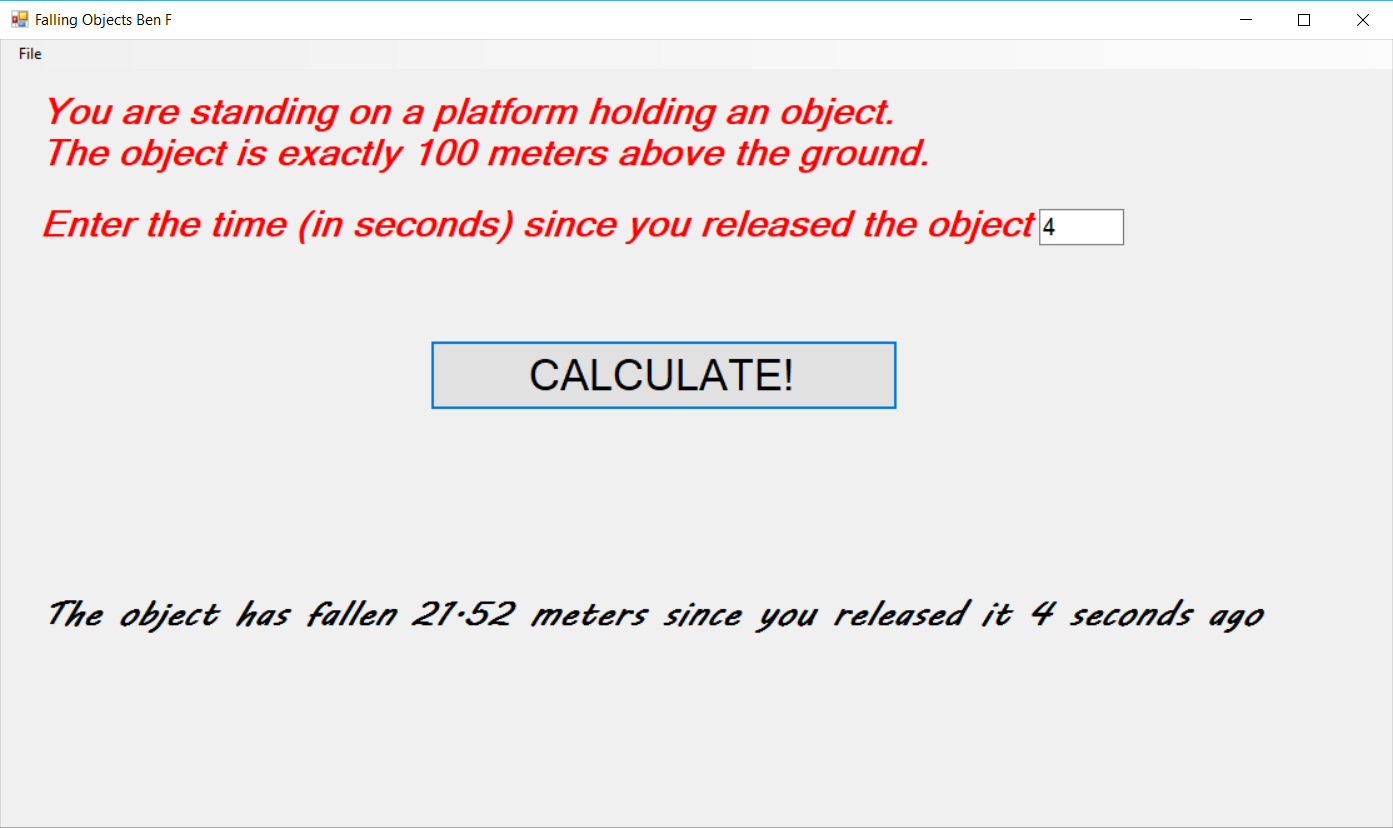 Falling Objects Ben F
File
You are standing on a platform holding an object.
The object is exactly 100 meters above the ground.
Enter the time (in seconds) since you released the object 4
CALCULATE!
The object has fallen 21.52 meters since you released it 4 seconds ago